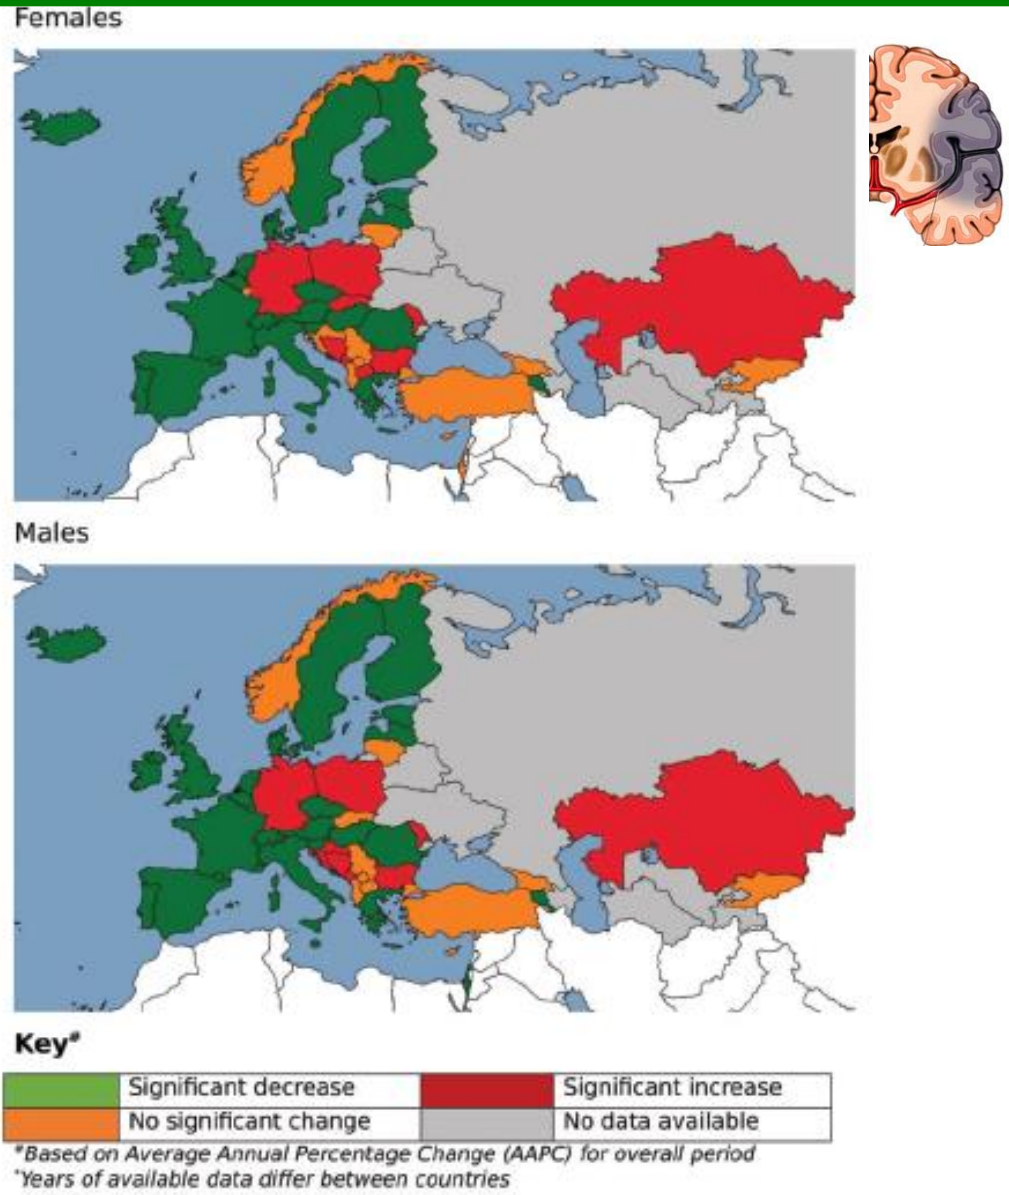 Females
Males
Key#
Significant decrease
Significant increase
No significant change
No data available
#Based on Average Annual Percentage Change (AAPC) for overall period
*Years of available data differ between countries